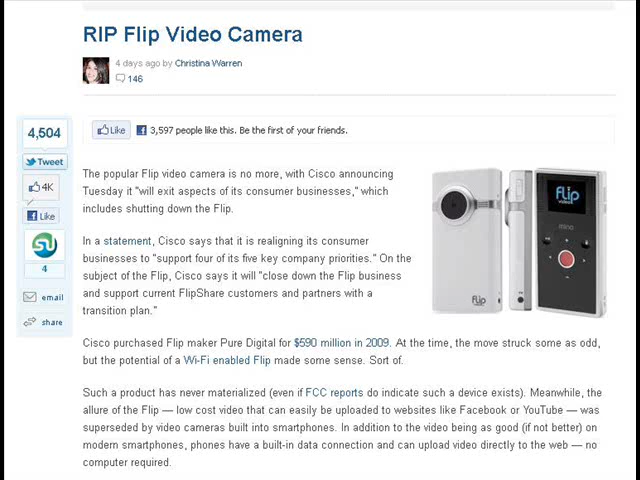 RIP Flip Video Camera
4 days ago by Christina Warren
146
4,504
Tweet
4K
Like
4
email
share
Like 3,597 people like this. Be the first of your friends.
The popular Flip video camera is no more, with Cisco announcing
Tuesday it "will exit aspects of its consumer businesses," which
includes shutting down the Flip.
In a statement, Cisco says that it is realigning its consumer
businesses to "support four of its five key company priorities." On the
subject of the Flip, Cisco says it will "close down the Flip business
and support current FlipShare customers and partners with a
transition plan."
flip
flip
video
mino
Cisco purchased Flip maker Pure Digital for $590 million in 2009. At the time, the move struck some as odd,
but the potential of a Wi-Fi enabled Flip made some sense. Sort of.
Such a product has never materialized (even if FCC reports do indicate such a device exists). Meanwhile, the
allure of the Flip — low cost video that can easily be uploaded to websites like Facebook or YouTube — was
superseded by video cameras built into smartphones. In addition to the video being as good (if not better) on
modern smartphones, phones have a built-in data connection and can upload video directly to the web — no
computer required.